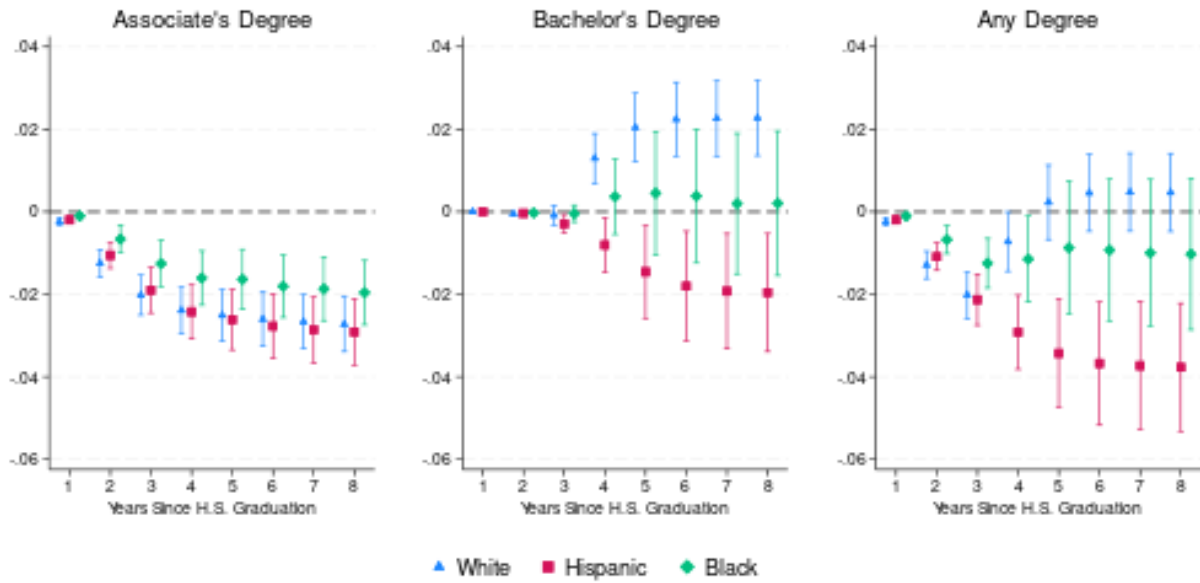 Associate's Degree Bachelor's Degree Any Degree
.04 .04 .04
.02 .02 .02
0 0 0
-.02 -.02 -.02
-.04 -.04 -.04
-.06 -.06 -.06
1 2 3 4 5 6 7 8 1 2 3 4 5 6 7 8 1 2 3 4 5 6 7 8
Years Since H.S. Graduation Years Since H.S. Graduation Years Since H.S. Graduation
White Hispanic Black